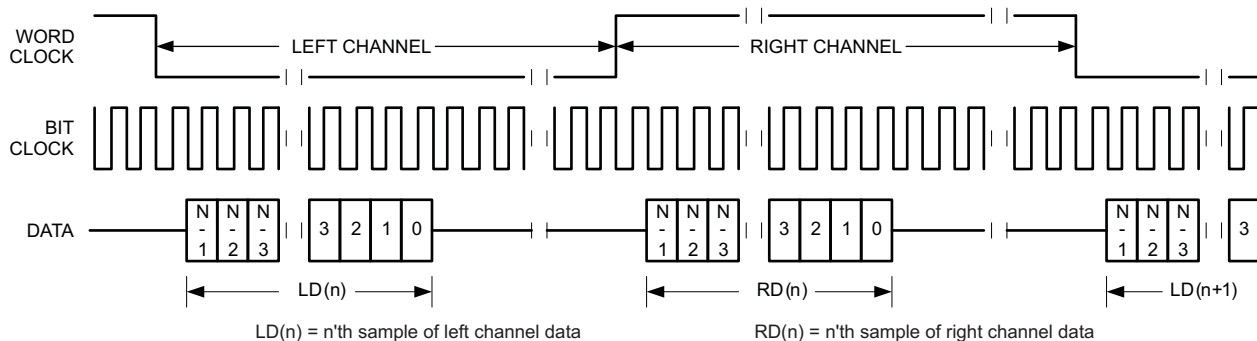 WORD
CLOCK
LEFT CHANNEL
RIGHT CHANNEL
BIT
CLOCK
DATA
N-1 N-2 N-3 3 2 1 0 N-1 N-2 N-3 3 2 1 0 N-1 N-2 N-3 3
LD(n)
RD(n)
LD(n+1)
LD(n) = n'th sample of left channel data
RD(n) = n'th sample of right channel data